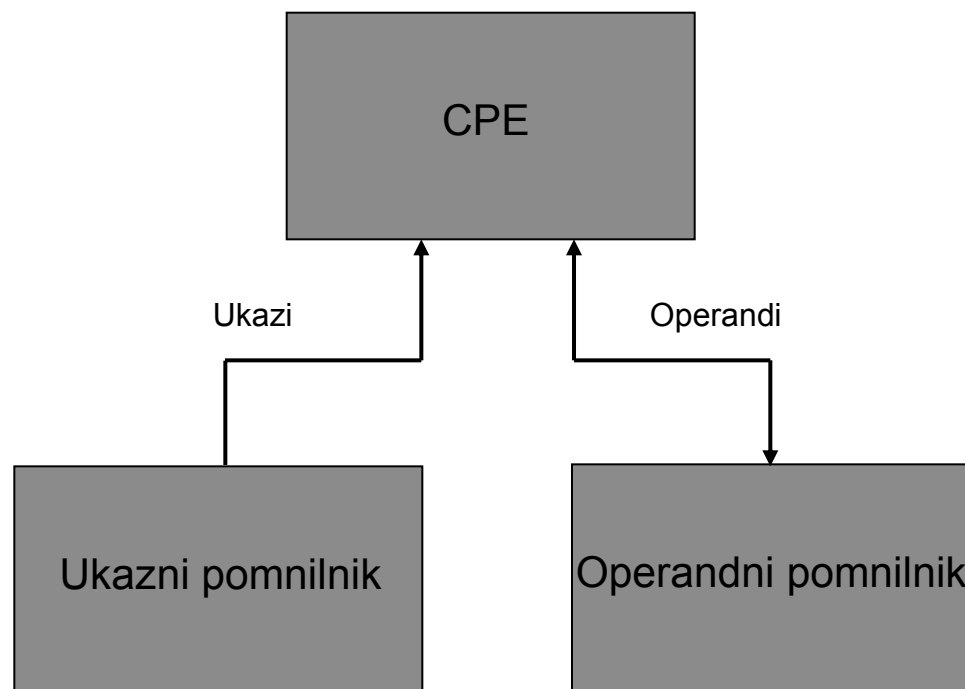 CPE
Ukazi
Operandi
Ukazni pomnilnik
Operandni pomnilnik